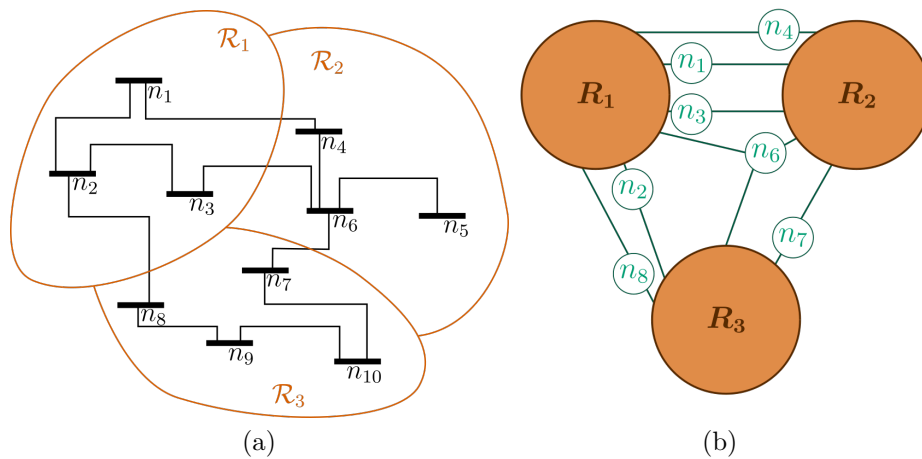 R₁
R₂
n₁
n₄
n₂
n₃
n₆
n₅
n₇
n₈
n₉
n₁₀
R₃
(a)
n₄
n₁
R₁
R₂
n₃
n₆
n₂
n₇
n₈
R₃
(b)